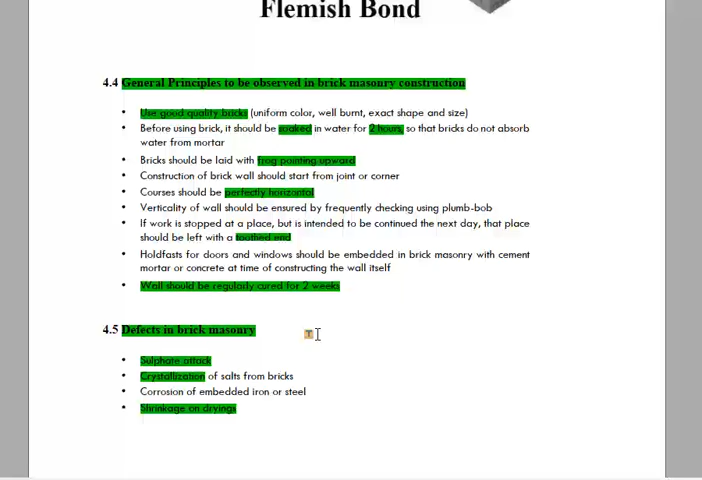 Flemish Bond
4.4 General Principles to be observed in brick masonry construction
• Use good quality bricks (uniform color, well burnt, exact shape and size)
• Before using brick, it should be soaked in water for 2 hours, so that bricks do not absorb
water from mortar
• Bricks should be laid with frog pointing upward
• Construction of brick wall should start from joint or corner
• Courses should be perfectly horizontal
• Verticality of wall should be ensured by frequently checking using plumb-bob
• If work is stopped at a place, but is intended to be continued the next day, that place
should be left with a toothed end
• Holdfasts for doors and windows should be embedded in brick masonry with cement
mortar or concrete at time of constructing the wall itself
• Wall should be regularly cured for 2 weeks
4.5 Defects in brick masonry
• Sulphate attack
• Crystallization of salts from bricks
• Corrosion of embedded iron or steel
• Shrinkage on dryings